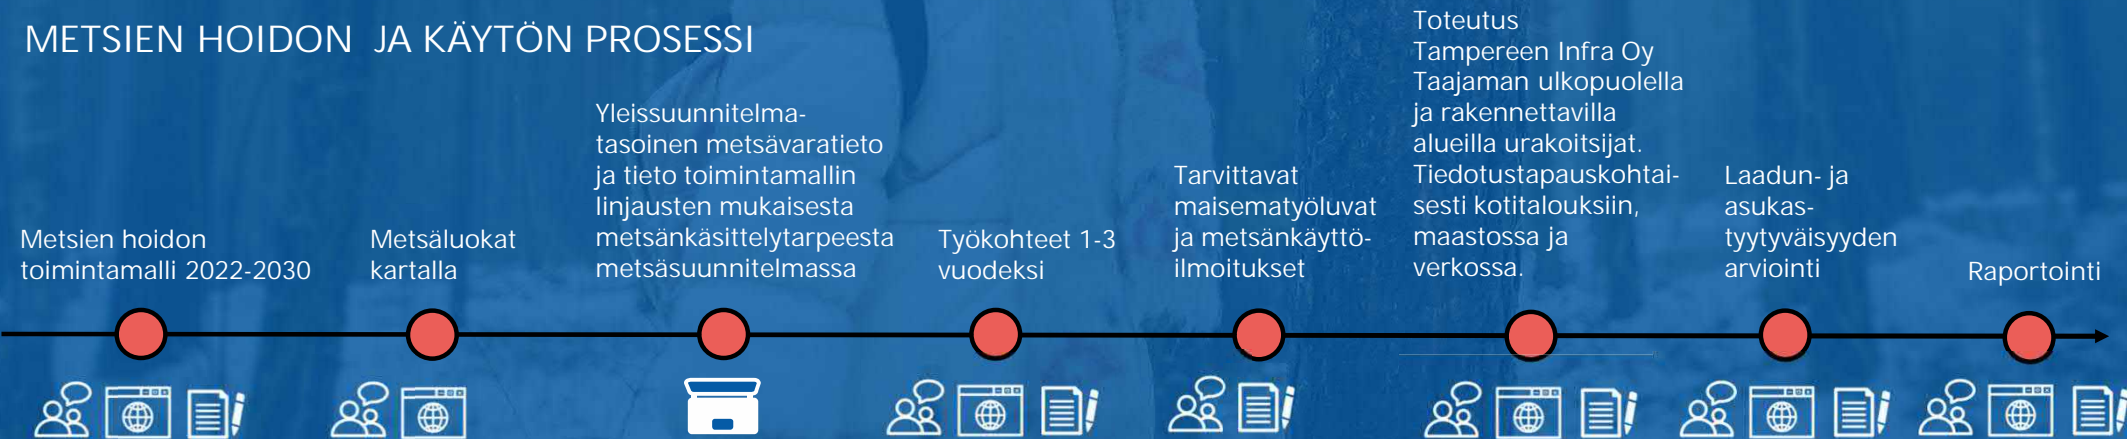 METSIEN HOIDON JA KÄYTÖN PROSESSI
Metsien hoidon
toimintamalli 2022-2030
Metsäluokat
kartalla
Yleissuunnitelma-
tasoinen metsävaratieto
ja tieto toimintamallin
linjausten mukaisesta
metsänkäsittelytarpeesta
metsäsuunnitelmassa
Työkohteet 1-3
vuodeksi
Tarvittavat
maisematyöluvat
ja metsänkäyttö-
ilmoitukset
Toteutus
Tampereen Infra Oy
Taajaman ulkopuolella
ja rakennettavilla
alueilla urakoitsijat.
Tiedotustapauskohtai-
sesti kotitalouksiin,
maastossa ja
verkossa.
Laadun- ja
asukas-
tyytyväisyyden
arviointi
Raportointi